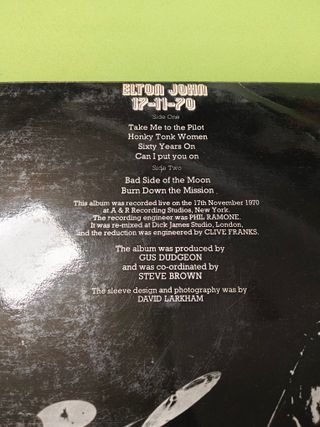 ELTON JOHN
17-11-70
Side One
Take Me to the Pilot
Honky Tonk Women
Sixty Years On
Can I put you on
Side Two
Bad Side of the Moon
Burn Down the Mission
This album was recorded live on the 17th November 1970
at A & R Recording Studios, New York.
The recording engineer was PHIL RAMONE.
It was re-mixed at Dick James Studio, London,
and the reduction was engineered by CLIVE FRANKS.
The album was produced by
GUS DUDGEON
and was co-ordinated by
STEVE BROWN
The sleeve design and photography was by
DAVID LARKHAM